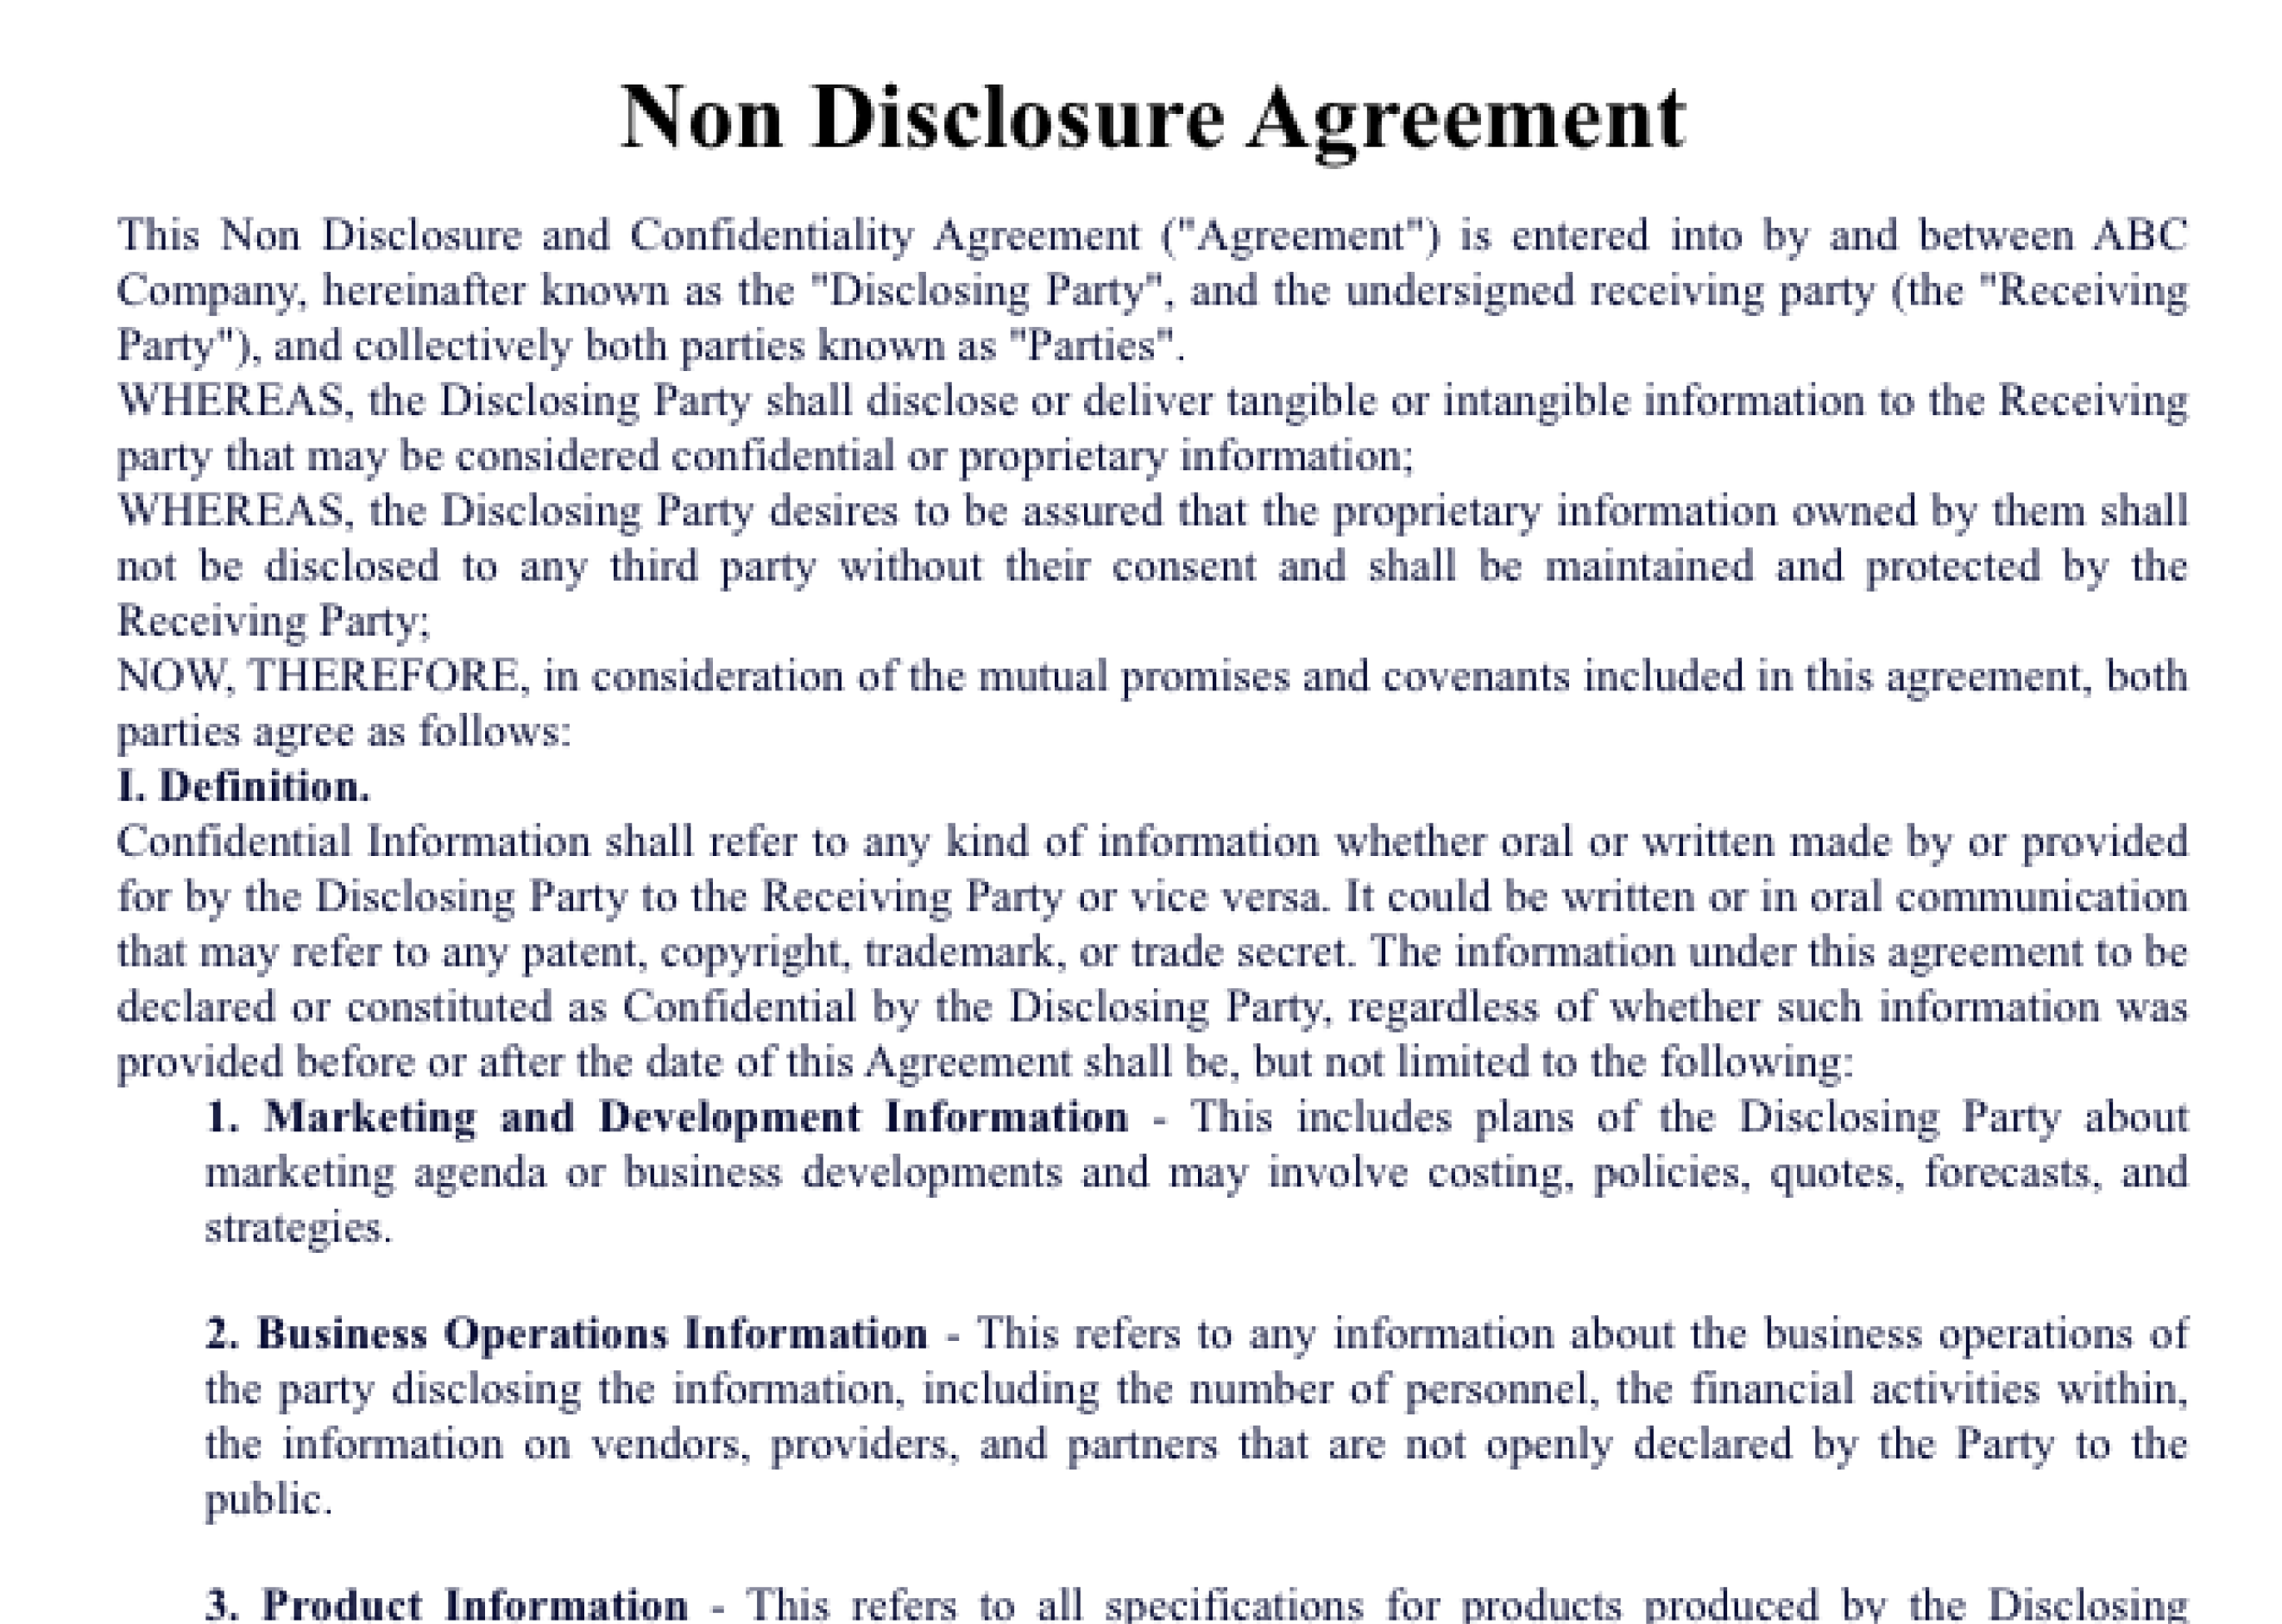 Non Disclosure Agreement
This Non Disclosure and Confidentiality Agreement ("Agreement") is entered into by and between ABC
Company, hereinafter known as the "Disclosing Party", and the undersigned receiving party (the "Receiving
Party"), and collectively both parties known as "Parties".
WHEREAS, the Disclosing Party shall disclose or deliver tangible or intangible information to the Receiving
party that may be considered confidential or proprietary information;
WHEREAS, the Disclosing Party desires to be assured that the proprietary information owned by them shall
not be disclosed to any third party without their consent and shall be maintained and protected by the
Receiving Party;
NOW, THEREFORE, in consideration of the mutual promises and covenants included in this agreement, both
parties agree as follows:
I. Definition.
Confidential Information shall refer to any kind of information whether oral or written made by or provided
for by the Disclosing Party to the Receiving Party or vice versa. It could be written or in oral communication
that may refer to any patent, copyright, trademark, or trade secret. The information under this agreement to be
declared or constituted as Confidential by the Disclosing Party, regardless of whether such information was
provided before or after the date of this Agreement shall be, but not limited to the following:
1. Marketing and Development Information - This includes plans of the Disclosing Party about
marketing agenda or business developments and may involve costing, policies, quotes, forecasts, and
strategies.
2. Business Operations Information - This refers to any information about the business operations of
the party disclosing the information, including the number of personnel, the financial activities within,
the information on vendors, providers, and partners that are not openly declared by the Party to the
public.
3. Product Information - This refers to all specifications for products produced by the Disclosing